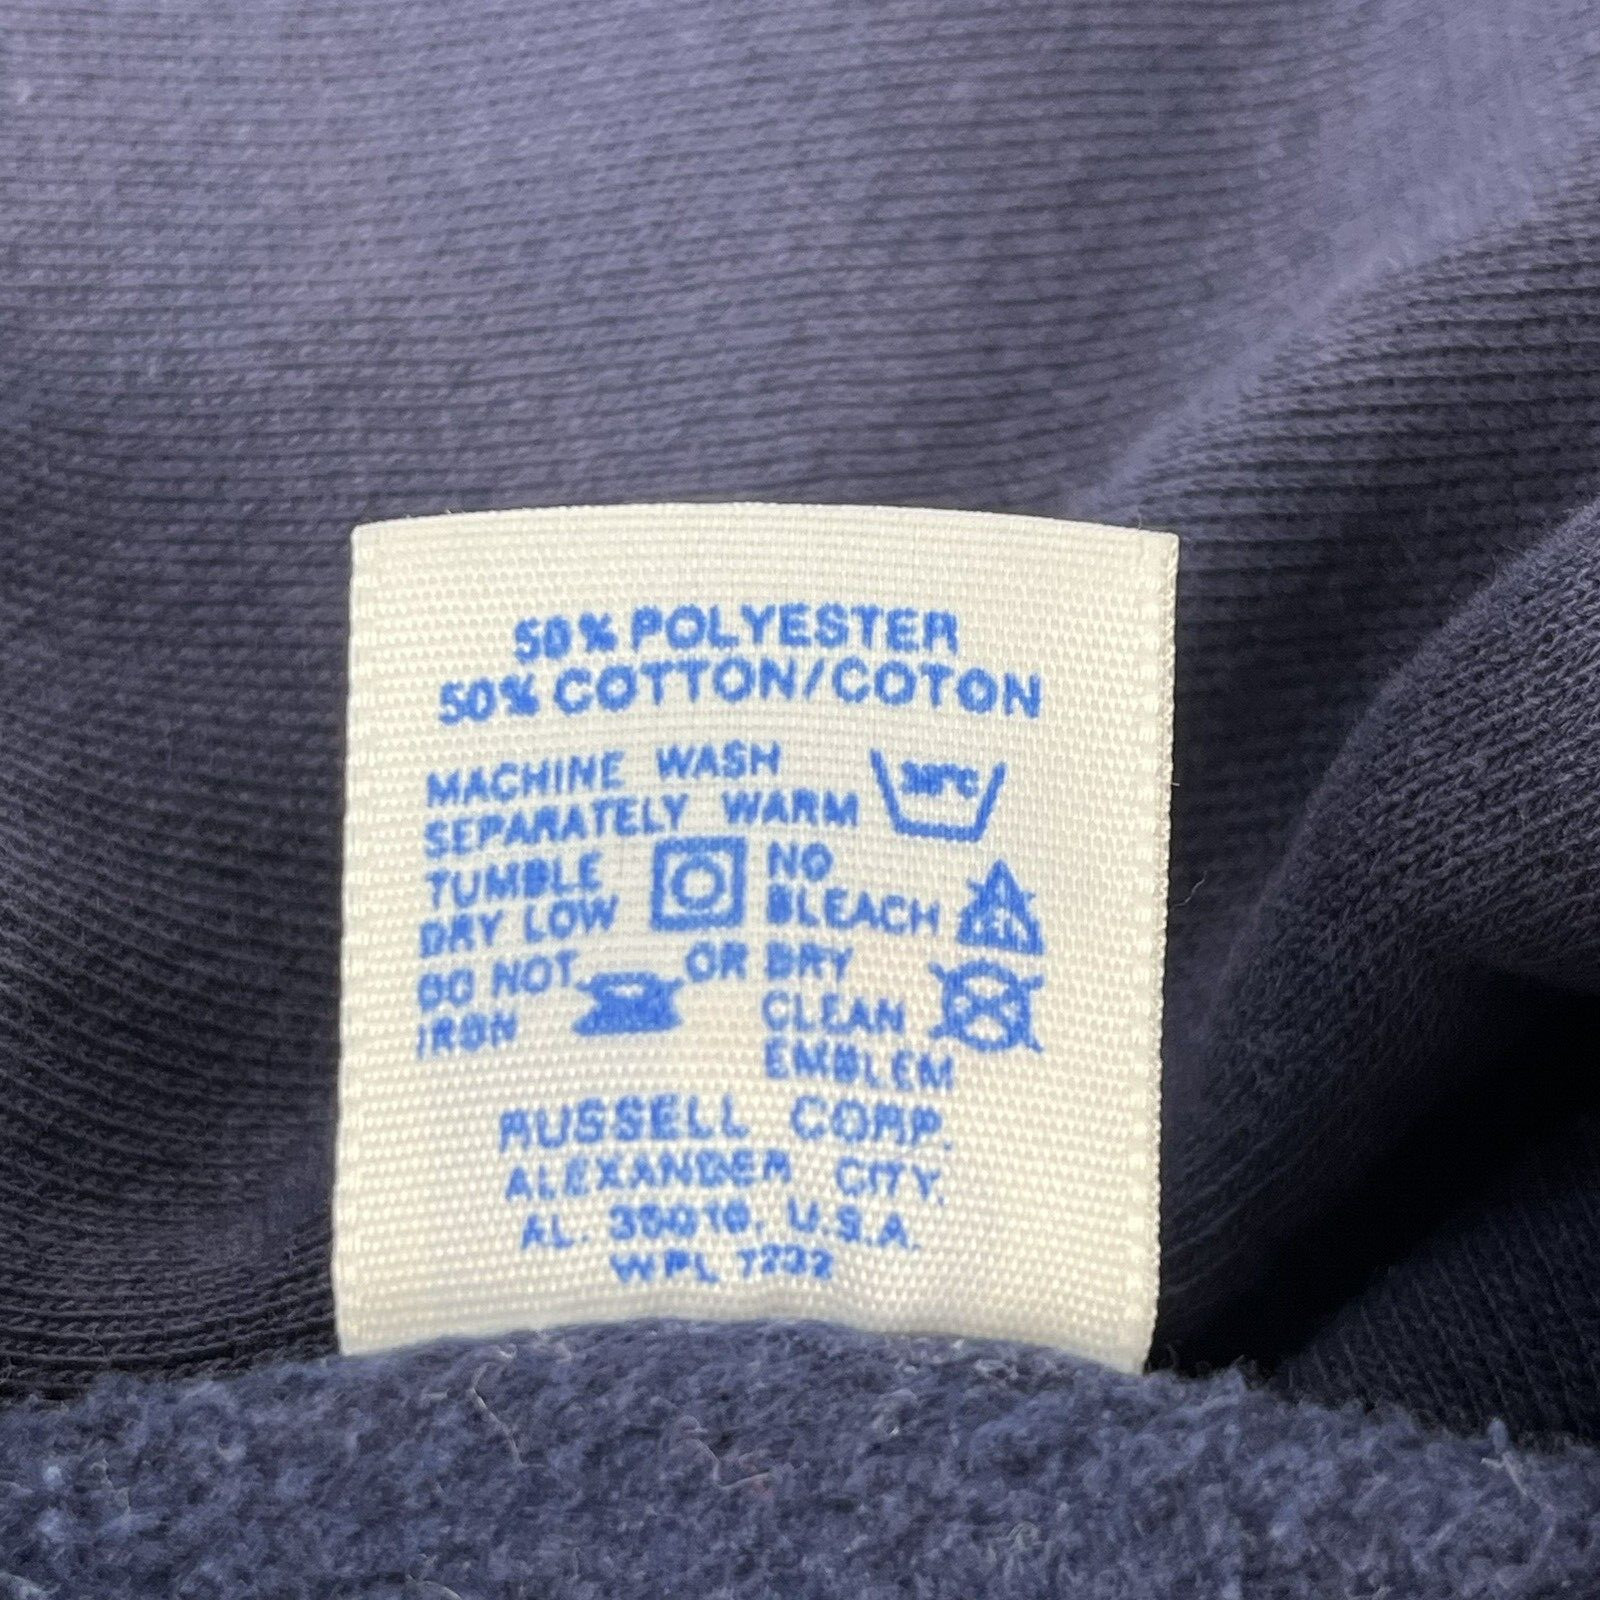 50% POLYESTER
50% COTTON/COTON
MACHINE WASH
SEPARATELY WARM
30°C
TUMBLE
DRY LOW
NO
BLEACH
DO NOT
IRON
OR DRY
CLEAN
EMBLEM
RUSSELL CORP.
ALEXANDER CITY,
AL. 35010, U.S.A.
WPL 7232